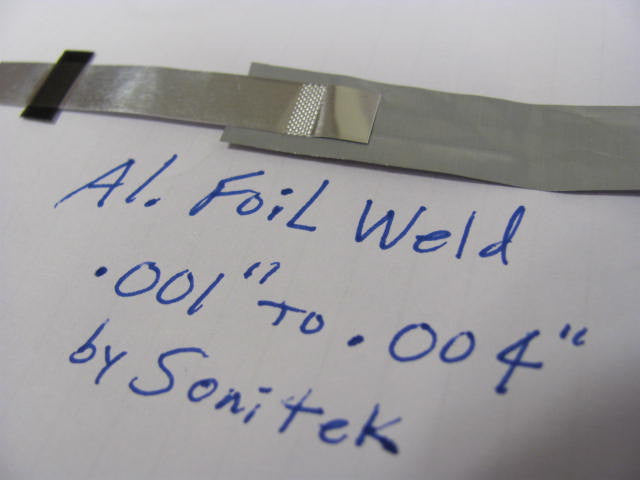 Al. Foil Weld
.001" to .004"
by Sonitek